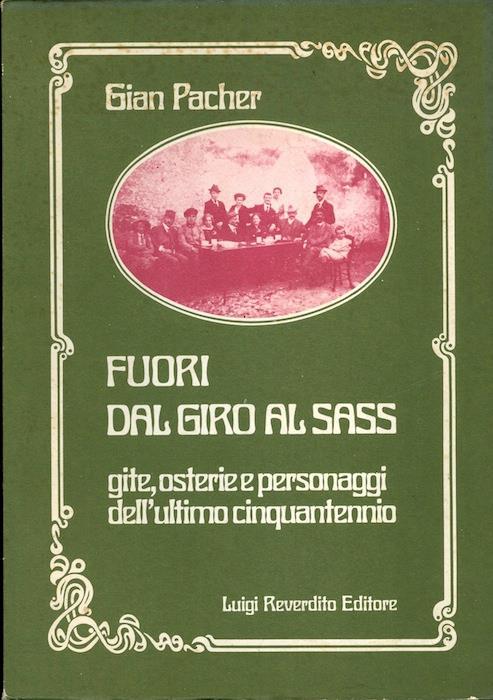 Gian Pacher
FUORI
DAL GIRO AL SASS
gite, osterie e personaggi
dell'ultimo cinquantennio
Luigi Reverdito Editore